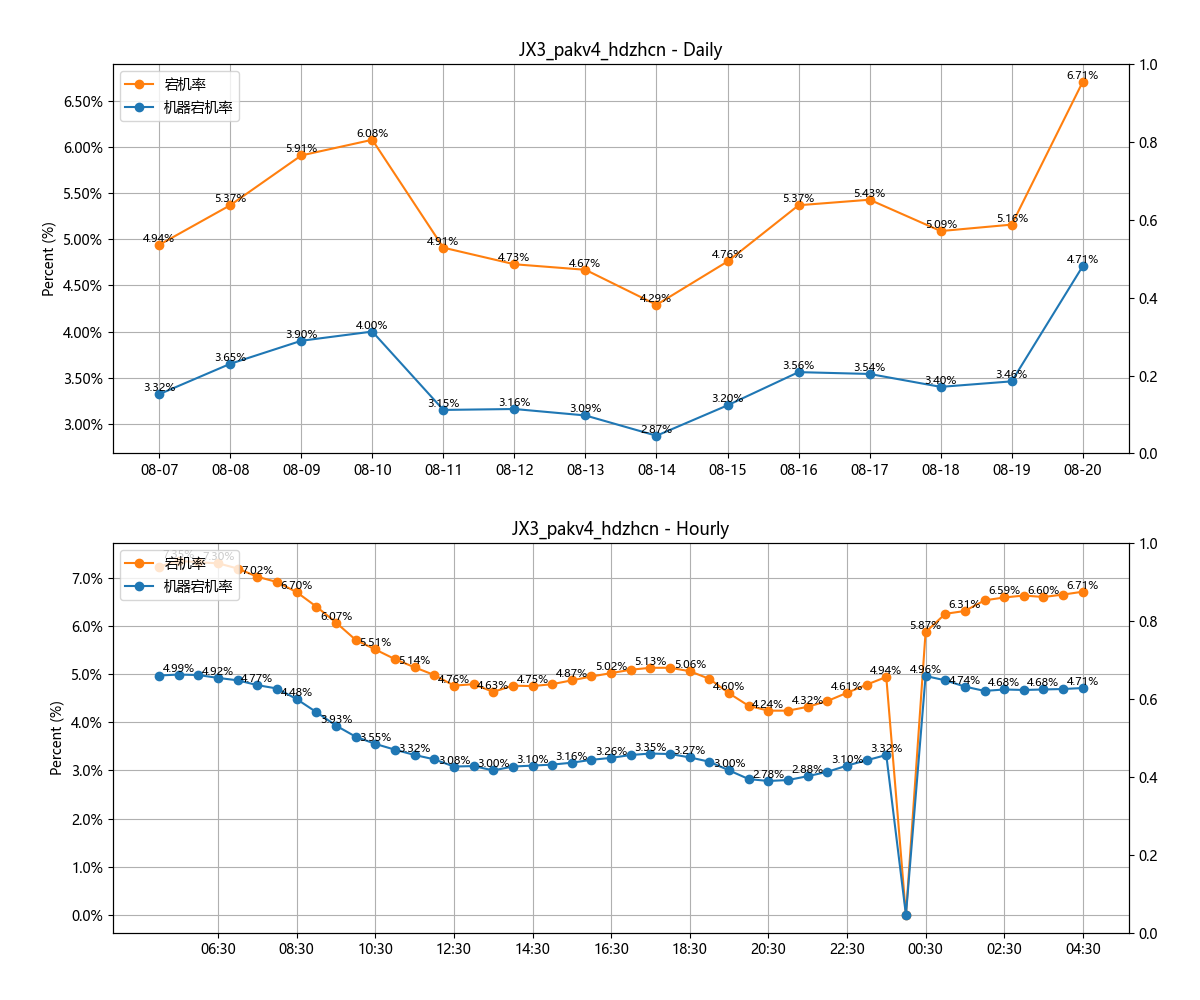 JX3_pakv4_hdzhcn - Daily
宕机率
机器宕机率
Percent (%)
6.50%
6.00%
5.50%
5.00%
4.50%
4.00%
3.50%
3.00%
1.0
0.8
0.6
0.4
0.2
0.0
4.94% 5.37% 5.91% 6.08% 4.91% 4.73% 4.67% 4.29% 4.76% 5.37% 5.43% 5.09% 5.16% 6.71%
3.32% 3.65% 3.90% 4.00% 3.15% 3.16% 3.09% 2.87% 3.20% 3.56% 3.54% 3.40% 3.46% 4.71%
08-07 08-08 08-09 08-10 08-11 08-12 08-13 08-14 08-15 08-16 08-17 08-18 08-19 08-20
JX3_pakv4_hdzhcn - Hourly
宕机率
机器宕机率
Percent (%)
7.0%
6.0%
5.0%
4.0%
3.0%
2.0%
1.0%
0.0%
1.0
0.8
0.6
0.4
0.2
0.0
7.35% 7.30% 7.02% 6.70% 6.07% 5.51% 5.14% 4.76% 4.63% 4.75% 4.87% 5.02% 5.13% 5.06% 4.60% 4.24% 4.32% 4.61% 4.94% 5.87% 6.31% 6.59% 6.60% 6.71%
4.99% 4.92% 4.77% 4.48% 3.93% 3.55% 3.32% 3.08% 3.00% 3.10% 3.16% 3.26% 3.35% 3.27% 3.00% 2.78% 2.88% 3.10% 3.32% 4.96% 4.74% 4.68% 4.68% 4.71%
06:30 08:30 10:30 12:30 14:30 16:30 18:30 20:30 22:30 00:30 02:30 04:30